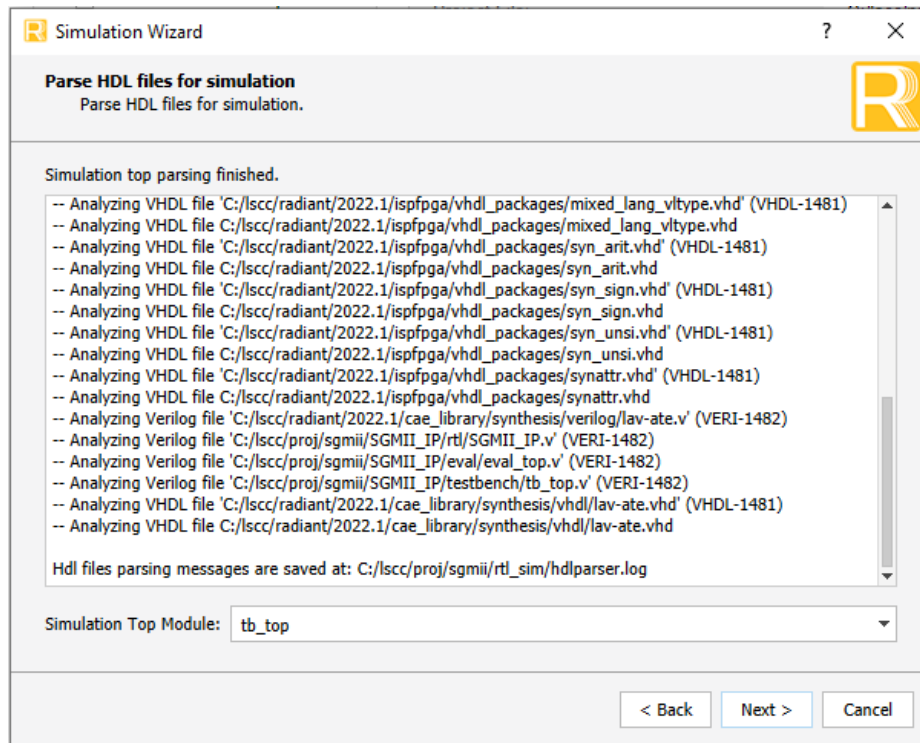 Simulation Wizard
?
Parse HDL files for simulation
Parse HDL files for simulation.
Simulation top parsing finished.
-- Analyzing VHDL file 'C:/lscc/radiant/2022.1/ispfpga/vhdl_packages/mixed_lang_vltype.vhd' (VHDL-1481)
-- Analyzing VHDL file C:/lscc/radiant/2022.1/ispfpga/vhdl_packages/mixed_lang_vltype.vhd
-- Analyzing VHDL file 'C:/lscc/radiant/2022.1/ispfpga/vhdl_packages/syn_arit.vhd' (VHDL-1481)
-- Analyzing VHDL file C:/lscc/radiant/2022.1/ispfpga/vhdl_packages/syn_arit.vhd
-- Analyzing VHDL file 'C:/lscc/radiant/2022.1/ispfpga/vhdl_packages/syn_sign.vhd' (VHDL-1481)
-- Analyzing VHDL file C:/lscc/radiant/2022.1/ispfpga/vhdl_packages/syn_sign.vhd
-- Analyzing VHDL file 'C:/lscc/radiant/2022.1/ispfpga/vhdl_packages/syn_unsi.vhd' (VHDL-1481)
-- Analyzing VHDL file C:/lscc/radiant/2022.1/ispfpga/vhdl_packages/syn_unsi.vhd
-- Analyzing VHDL file 'C:/lscc/radiant/2022.1/ispfpga/vhdl_packages/synattr.vhd' (VHDL-1481)
-- Analyzing VHDL file C:/lscc/radiant/2022.1/ispfpga/vhdl_packages/synattr.vhd
-- Analyzing Verilog file 'C:/lscc/radiant/2022.1/cae_library/synthesis/verilog/lav-ate.v' (VERI-1482)
-- Analyzing Verilog file 'C:/lscc/proj/sgmii/SGMII_IP/rtl/SGMII_IP.v' (VERI-1482)
-- Analyzing Verilog file 'C:/lscc/proj/sgmii/SGMII_IP/eval/eval_top.v' (VERI-1482)
-- Analyzing Verilog file 'C:/lscc/proj/sgmii/SGMII_IP/testbench/tb_top.v' (VERI-1482)
-- Analyzing VHDL file 'C:/lscc/radiant/2022.1/cae_library/synthesis/vhdl/lav-ate.vhd' (VHDL-1481)
-- Analyzing VHDL file C:/lscc/radiant/2022.1/cae_library/synthesis/vhdl/lav-ate.vhd
Hdl files parsing messages are saved at: C:/lscc/proj/sgmii/rtl_sim/hdlparser.log
Simulation Top Module: tb_top
< Back Next > Cancel